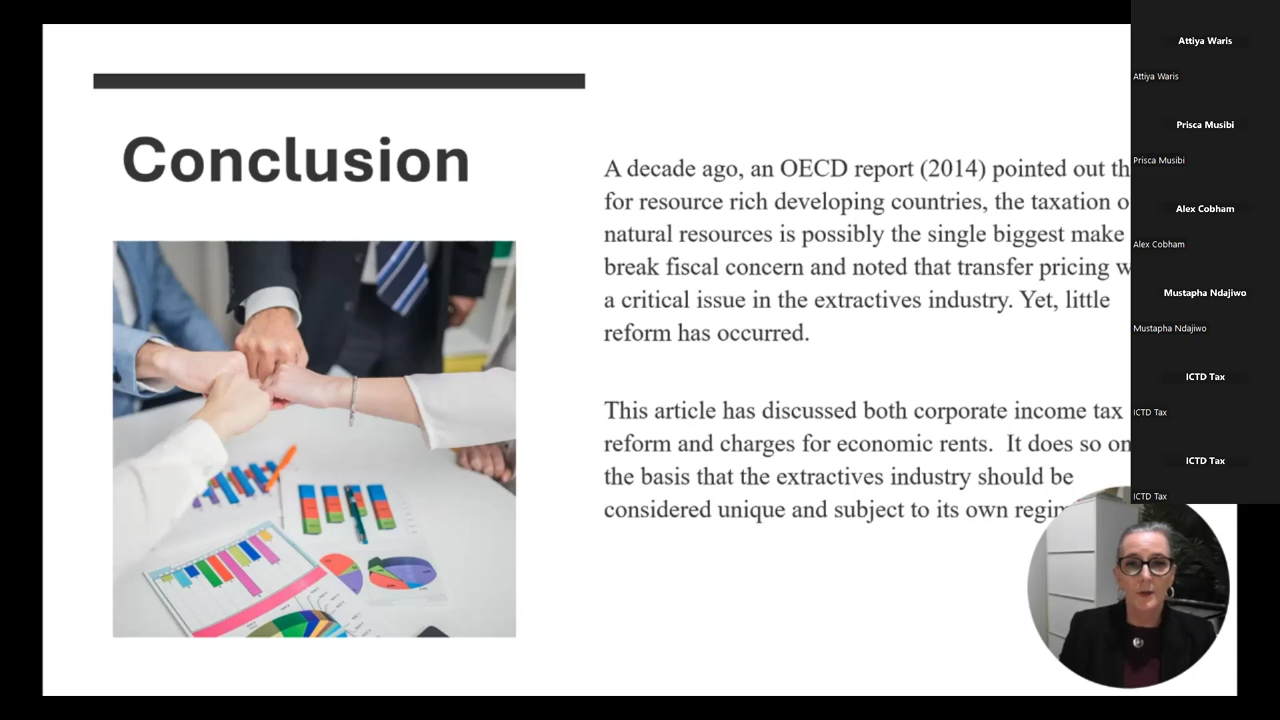 Conclusion
A decade ago, an OECD report (2014) pointed out th
for resource rich developing countries, the taxation o
natural resources is possibly the single biggest make
break fiscal concern and noted that transfer pricing w
a critical issue in the extractives industry. Yet, little
reform has occurred.
This article has discussed both corporate income tax
reform and charges for economic rents.  It does so on
the basis that the extractives industry should be
considered unique and subject to its own regim
Attiya Waris
Attiya Waris
Prisca Musibi
Prisca Musibi
Alex Cobham
Alex Cobham
Mustapha Ndajiwo
Mustapha Ndajiwo
ICTD Tax
ICTD Tax
ICTD Tax
ICTD Tax